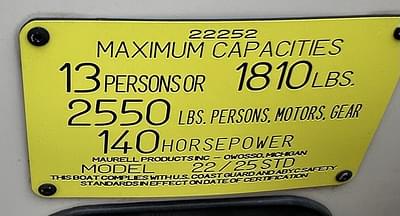 22252
MAXIMUM CAPACITIES
13 PERSONS OR 1810 LBS.
2550 LBS. PERSONS, MOTORS, GEAR
140 HORSEPOWER
MAURELL PRODUCTS INC - OWOSSO, MICHIGAN
MODEL 22/25 STD
THIS BOAT COMPLIES WITH U.S. COAST GUARD AND ABYC SAFETY
STANDARDS IN EFFECT ON DATE OF CERTIFICATION